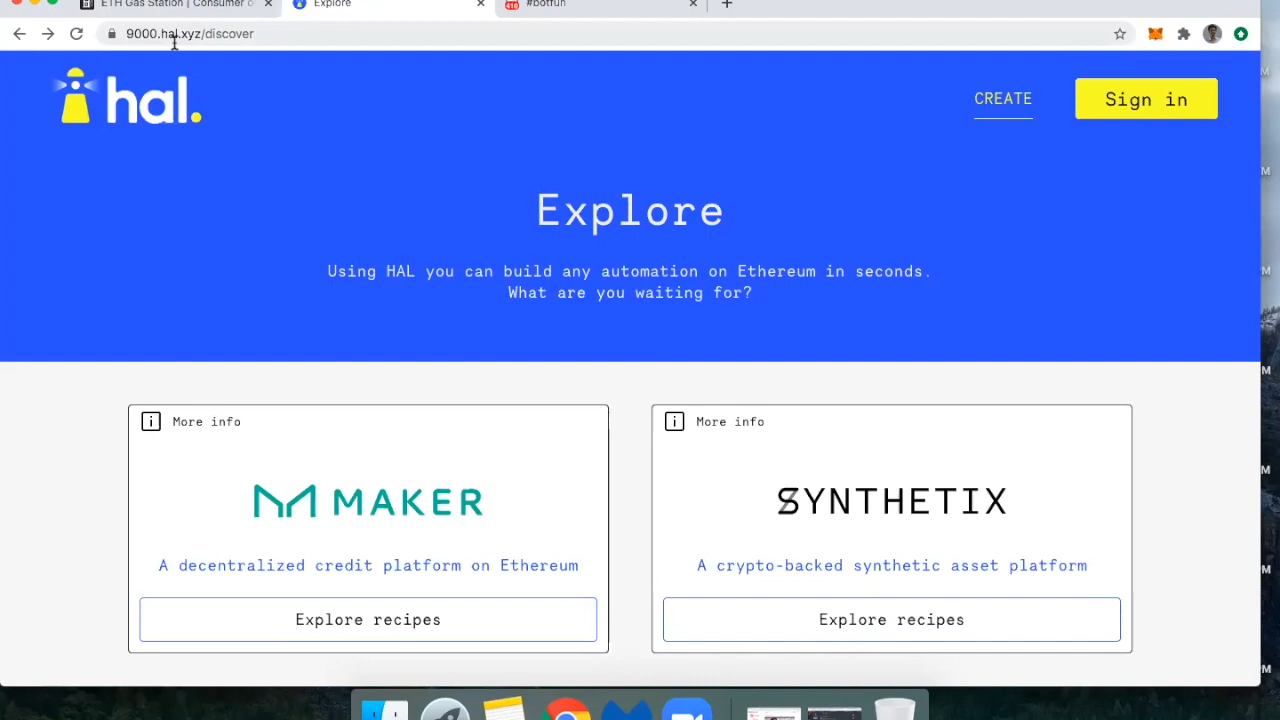 ETH Gas Station | Consumer o
Explore
#botfun
9000.hal.xyz/discover
hal.
CREATE
Sign in
Explore
Using HAL you can build any automation on Ethereum in seconds.
What are you waiting for?
More info
MAKER
A decentralized credit platform on Ethereum
Explore recipes
More info
SYNTHETIX
A crypto-backed synthetic asset platform
Explore recipes